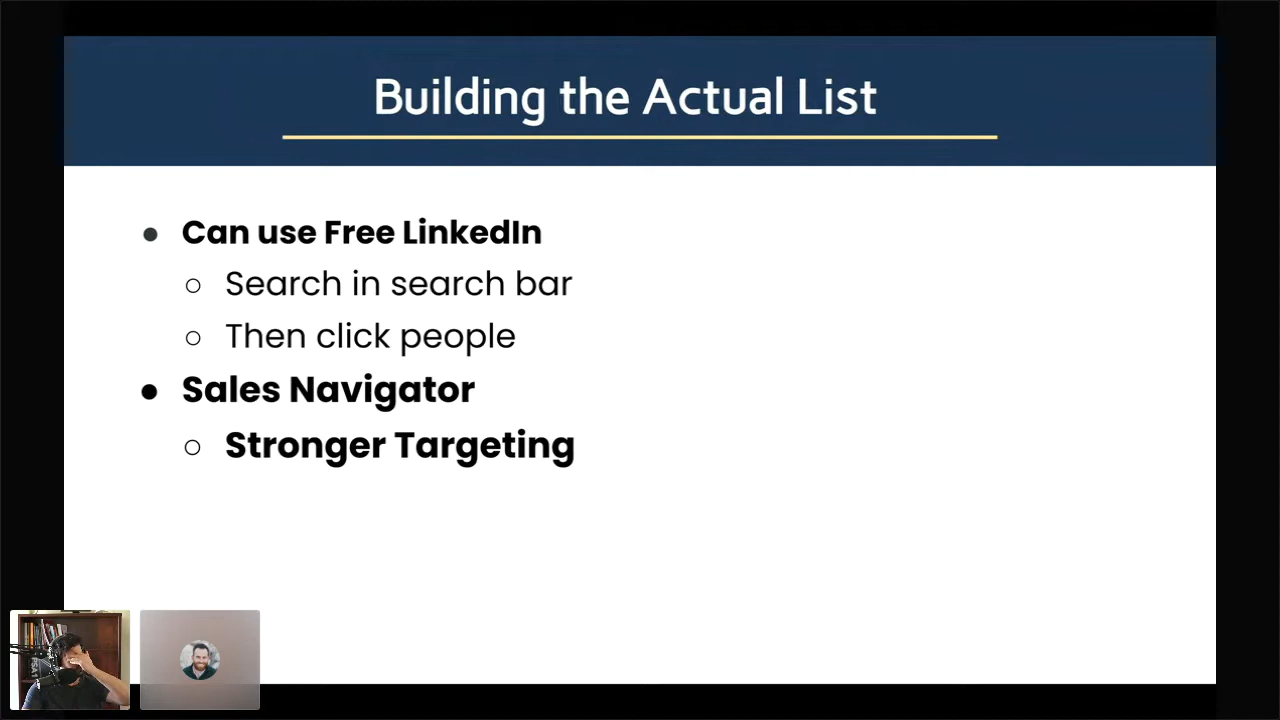 Building the Actual List
● Can use Free LinkedIn
○ Search in search bar
○ Then click people
● Sales Navigator
○ Stronger Targeting